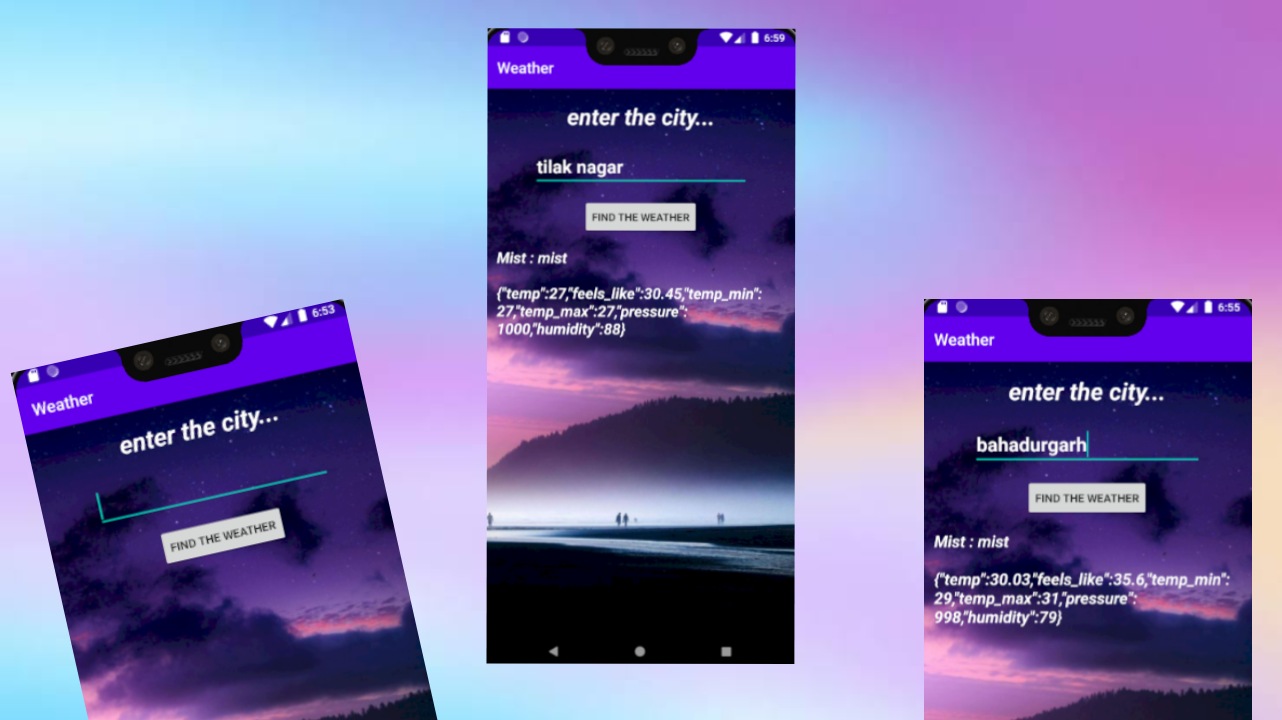 6:53
Weather
enter the city...
FIND THE WEATHER
6:59
Weather
enter the city...
tilak nagar
FIND THE WEATHER
Mist : mist
{"temp":27,"feels_like":30.45,"temp_min":
27,"temp_max":27,"pressure":
1000,"humidity":88}
6:55
Weather
enter the city...
bahadurgarh
FIND THE WEATHER
Mist : mist
{"temp":30.03,"feels_like":35.6,"temp_min":
29,"temp_max":31,"pressure":
998,"humidity":79}